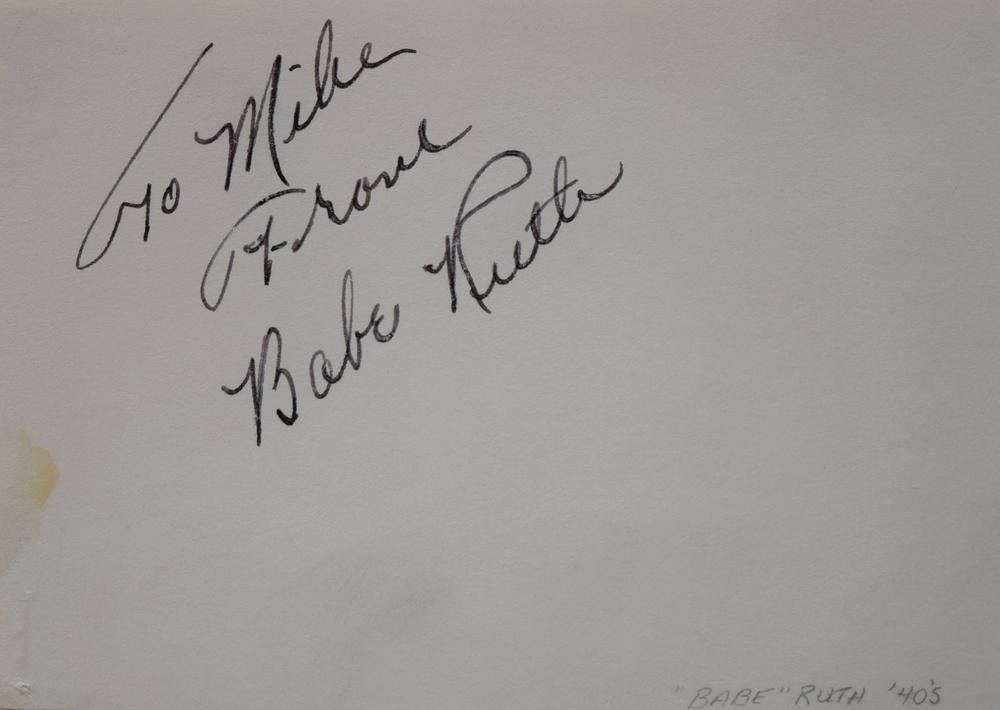 To Mike
From
Babe Ruth
"BABE" RUTH '40'S